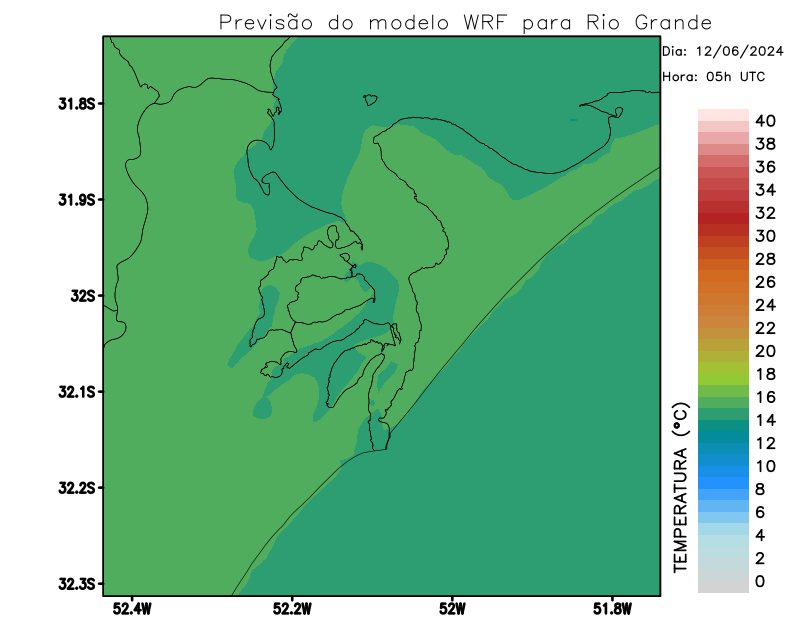 Previsão do modelo WRF para Rio Grande
Dia: 12/06/2024
Hora: 05h UTC
31.8S
31.9S
32S
32.1S
32.2S
32.3S
52.4W
52.2W
52W
51.8W
TEMPERATURA (°C)
40
38
36
34
32
30
28
26
24
22
20
18
16
14
12
10
8
6
4
2
0